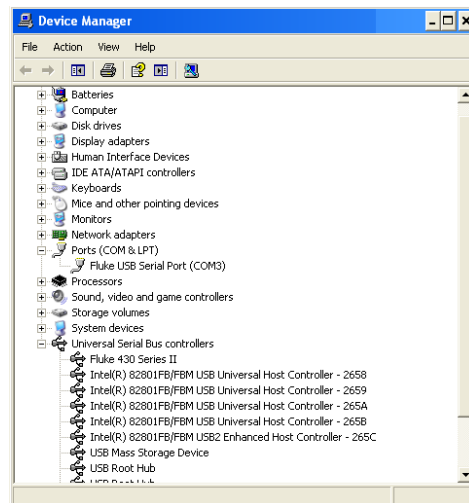 Device Manager
File Action View Help
Batteries
Computer
Disk drives
Display adapters
Human Interface Devices
IDE ATA/ATAPI controllers
Keyboards
Mice and other pointing devices
Monitors
Network adapters
Ports (COM & LPT)
Fluke USB Serial Port (COM3)
Processors
Sound, video and game controllers
Storage volumes
System devices
Universal Serial Bus controllers
Fluke 430 Series II
Intel(R) 82801FB/FBM USB Universal Host Controller - 2658
Intel(R) 82801FB/FBM USB Universal Host Controller - 2659
Intel(R) 82801FB/FBM USB Universal Host Controller - 265A
Intel(R) 82801FB/FBM USB Universal Host Controller - 265B
Intel(R) 82801FB/FBM USB2 Enhanced Host Controller - 265C
USB Mass Storage Device
USB Root Hub
USB Root Hub